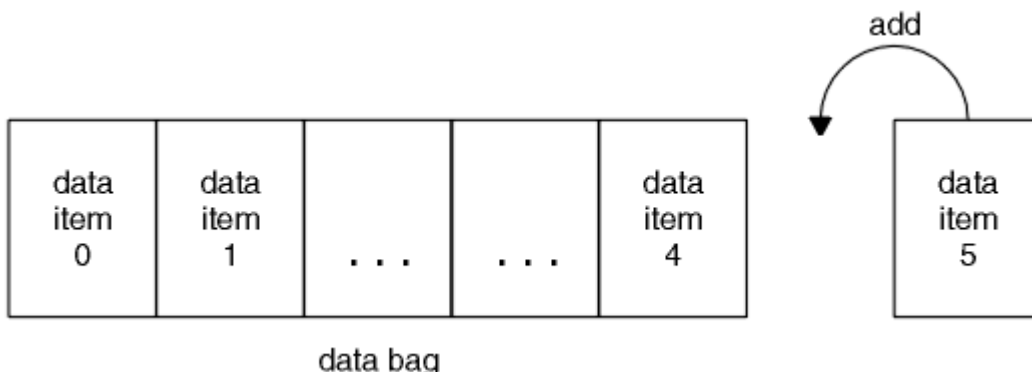 add
data
item
0
data
item
1
. . .
. . .
data
item
4
data
item
5
data bag